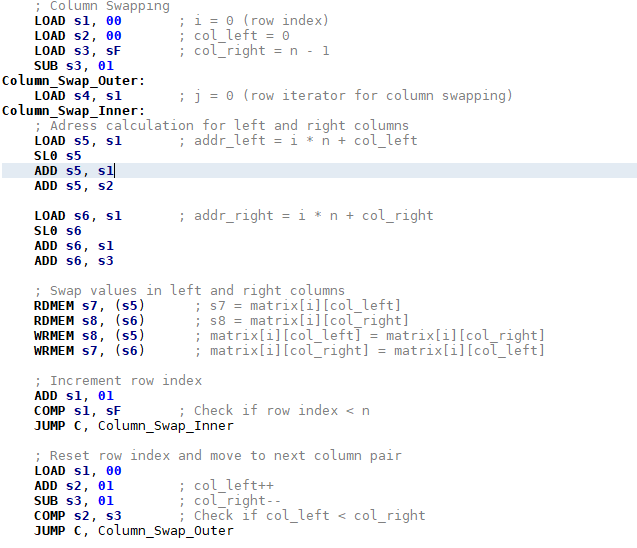 ; Column Swapping
LOAD s1, 00 ; i = 0 (row index)
LOAD s2, 00 ; col_left = 0
LOAD s3, sF ; col_right = n - 1
SUB s3, 01
Column_Swap_Outer:
LOAD s4, s1 ; j = 0 (row iterator for column swapping)
Column_Swap_Inner:
; Adress calculation for left and right columns
LOAD s5, s1 ; addr_left = i * n + col_left
SL0 s5
ADD s5, s1
ADD s5, s2
LOAD s6, s1 ; addr_right = i * n + col_right
SL0 s6
ADD s6, s1
ADD s6, s3
; Swap values in left and right columns
RDMEM s7, (s5) ; s7 = matrix[i][col_left]
RDMEM s8, (s6) ; s8 = matrix[i][col_right]
WRMEM s8, (s5) ; matrix[i][col_left] = matrix[i][col_right]
WRMEM s7, (s6) ; matrix[i][col_right] = matrix[i][col_left]
; Increment row index
ADD s1, 01
COMP s1, sF ; Check if row index < n
JUMP C, Column_Swap_Inner
; Reset row index and move to next column pair
LOAD s1, 00
ADD s2, 01 ; col_left++
SUB s3, 01 ; col_right--
COMP s2, s3 ; Check if col_left < col_right
JUMP C, Column_Swap_Outer